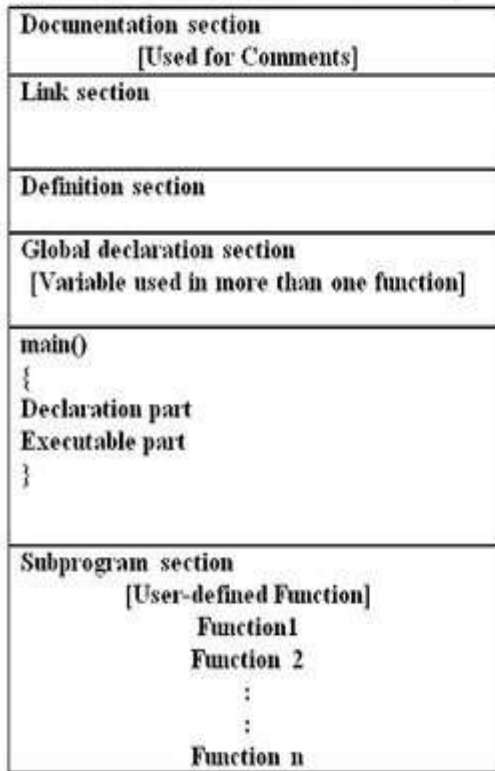 Documentation section
[Used for Comments]
Link section
Definition section
Global declaration section
[Variable used in more than one function]
main()
{
Declaration part
Executable part
}
Subprogram section
[User-defined Function]
Function1
Function 2
:
:
Function n